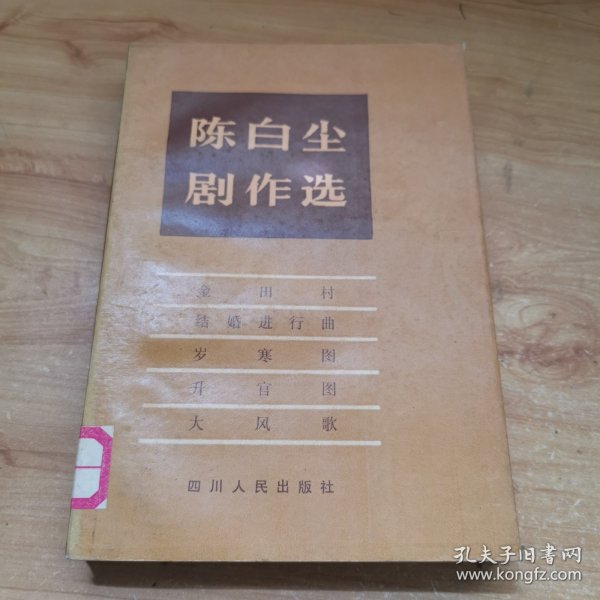 陈白尘
剧作选
金田村
结婚进行曲
岁寒图
升官图
大风歌
四川人民出版社
孔夫子旧书网
www.kongfz.com